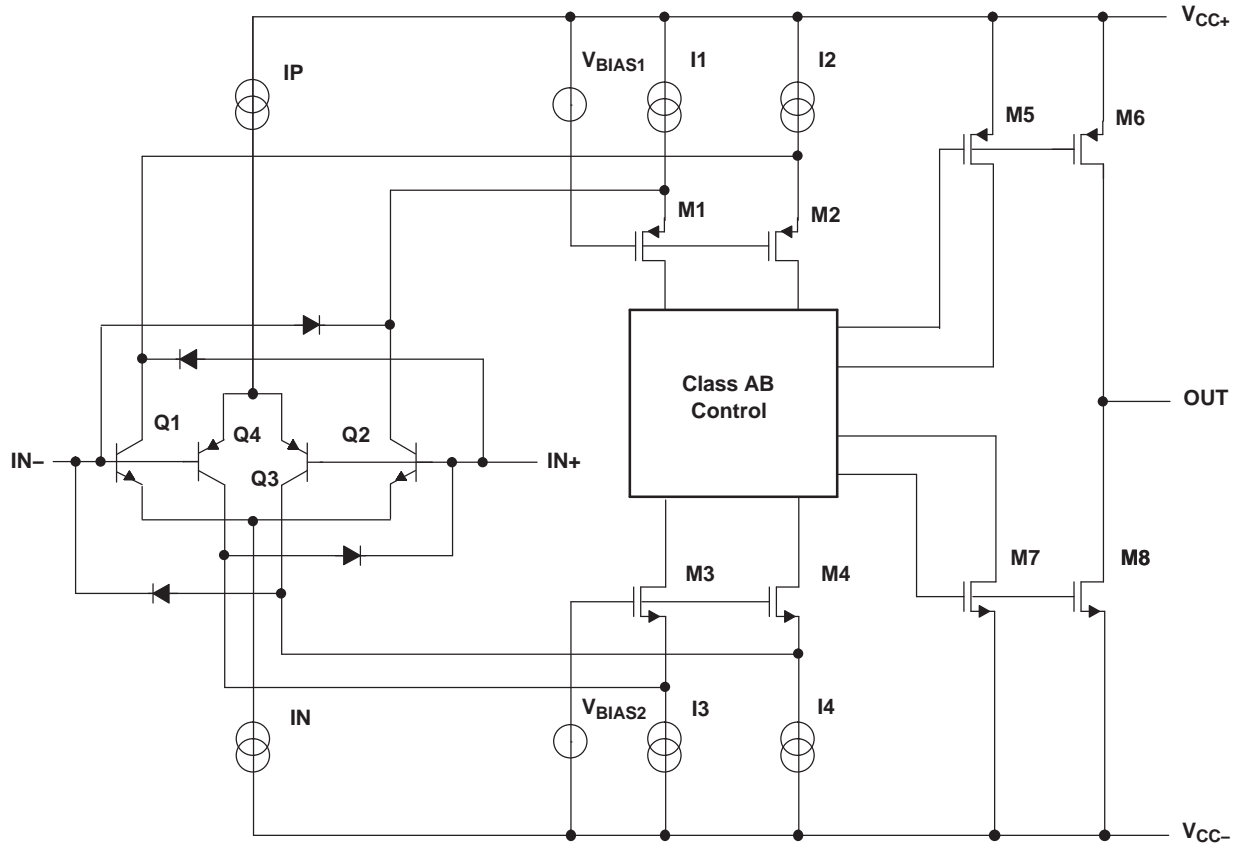 VCC+
IP
VBIAS1
I1
I2
M5
M6
M1
M2
Class AB
Control
OUT
Q1
Q4
Q2
IN−
Q3
IN+
M3
M4
M7
M8
IN
VBIAS2
I3
I4
VCC−